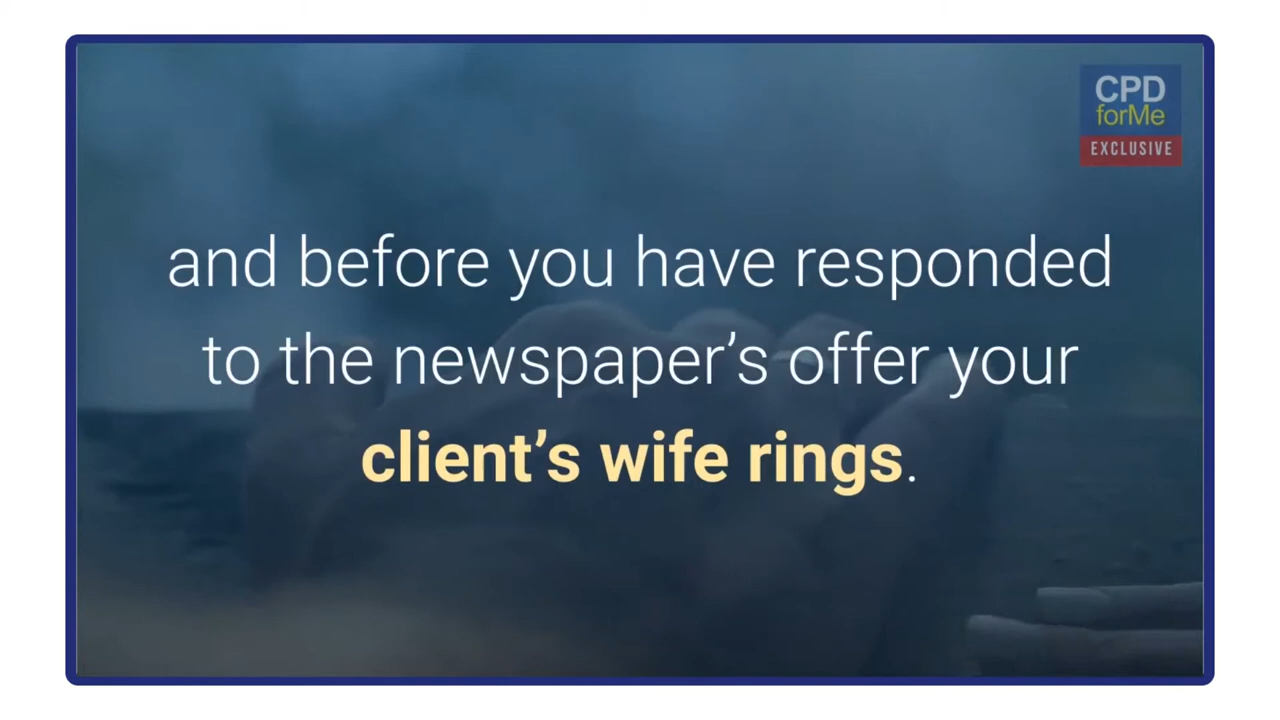 CPD
forMe
EXCLUSIVE
and before you have responded
to the newspaper’s offer your
client’s wife rings.